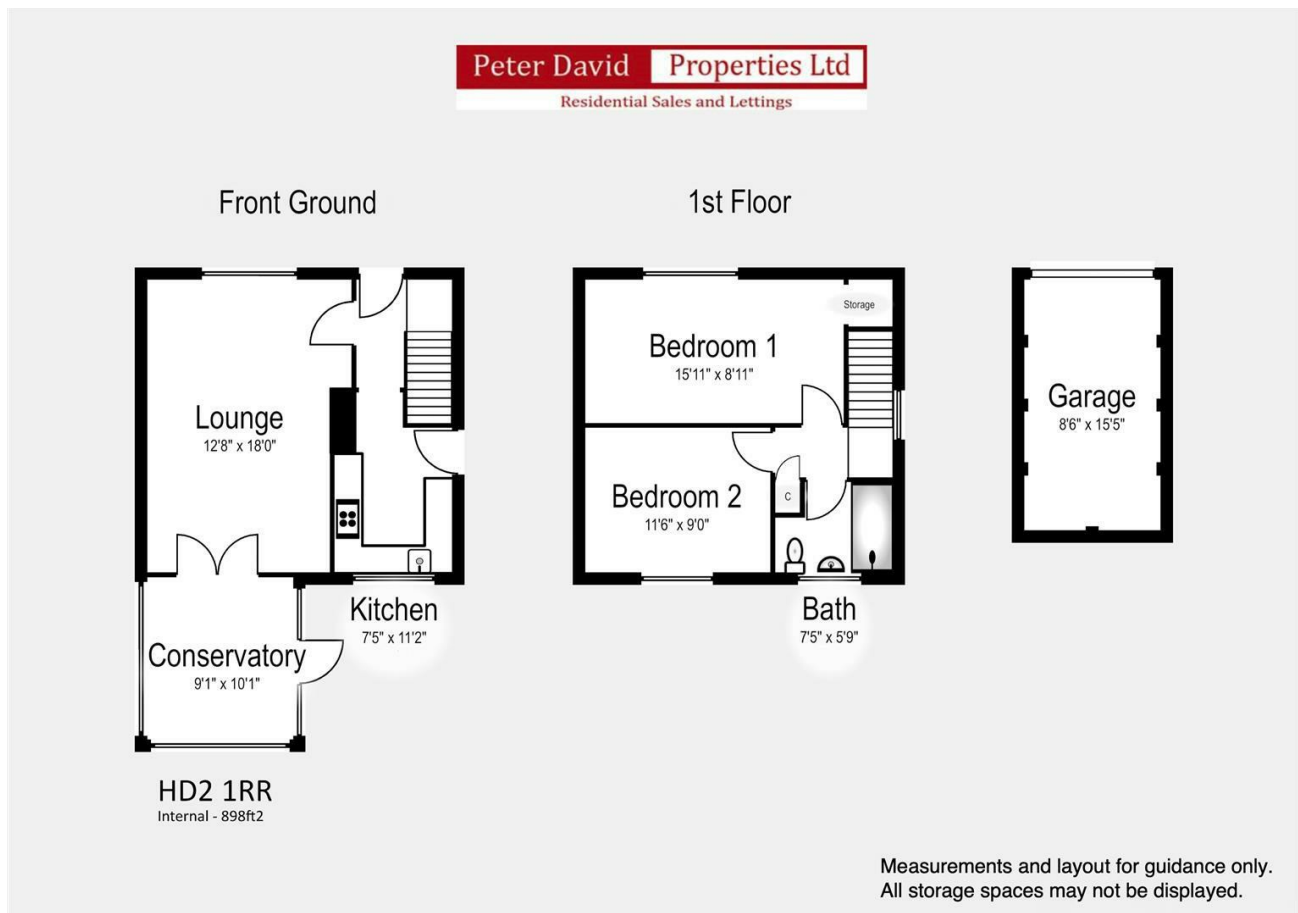 Peter David Properties Ltd
Residential Sales and Lettings
Front Ground
1st Floor
Lounge
12'8" x 18'0"
Kitchen
7'5" x 11'2"
Conservatory
9'1" x 10'1"
Storage
Bedroom 1
15'11" x 8'11"
Bedroom 2
11'6" x 9'0"
C
Bath
7'5" x 5'9"
Garage
8'6" x 15'5"
HD2 1RR
Internal - 898ft2
Measurements and layout for guidance only.
All storage spaces may not be displayed.